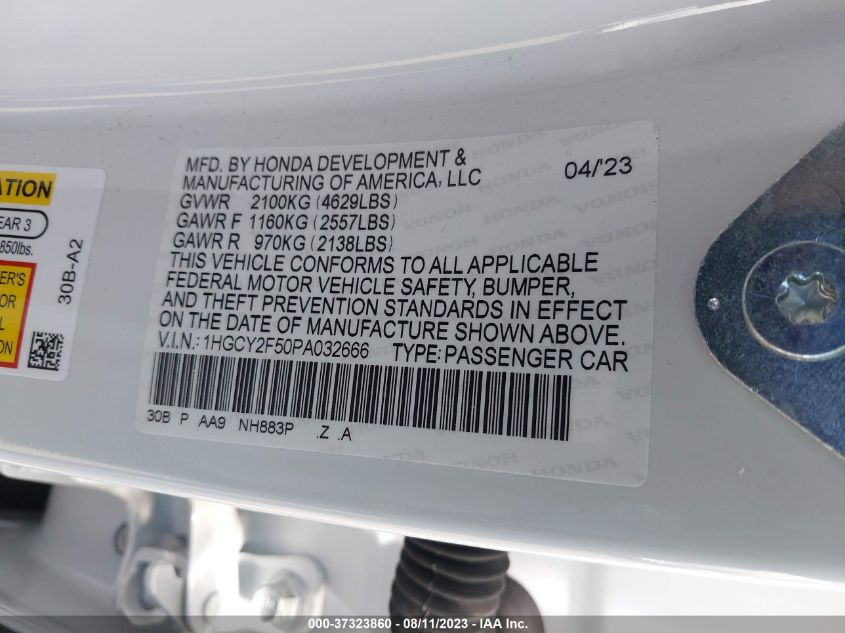 MFD. BY HONDA DEVELOPMENT &
MANUFACTURING OF AMERICA, LLC 04/'23
GVWR 2100KG (4629LBS)
GAWR F 1160KG (2557LBS)
GAWR R 970KG (2138LBS)
THIS VEHICLE CONFORMS TO ALL APPLICABLE
FEDERAL MOTOR VEHICLE SAFETY, BUMPER,
AND THEFT PREVENTION STANDARDS IN EFFECT
ON THE DATE OF MANUFACTURE SHOWN ABOVE.
V.I.N.: 1HGCY2F50PA032666 TYPE: PASSENGER CAR
30B P AA9 NH883P .Z .A
EAR 3
850lbs.
30B-A2
HONDA
000-37323860 - 08/11/2023 - IAA Inc.